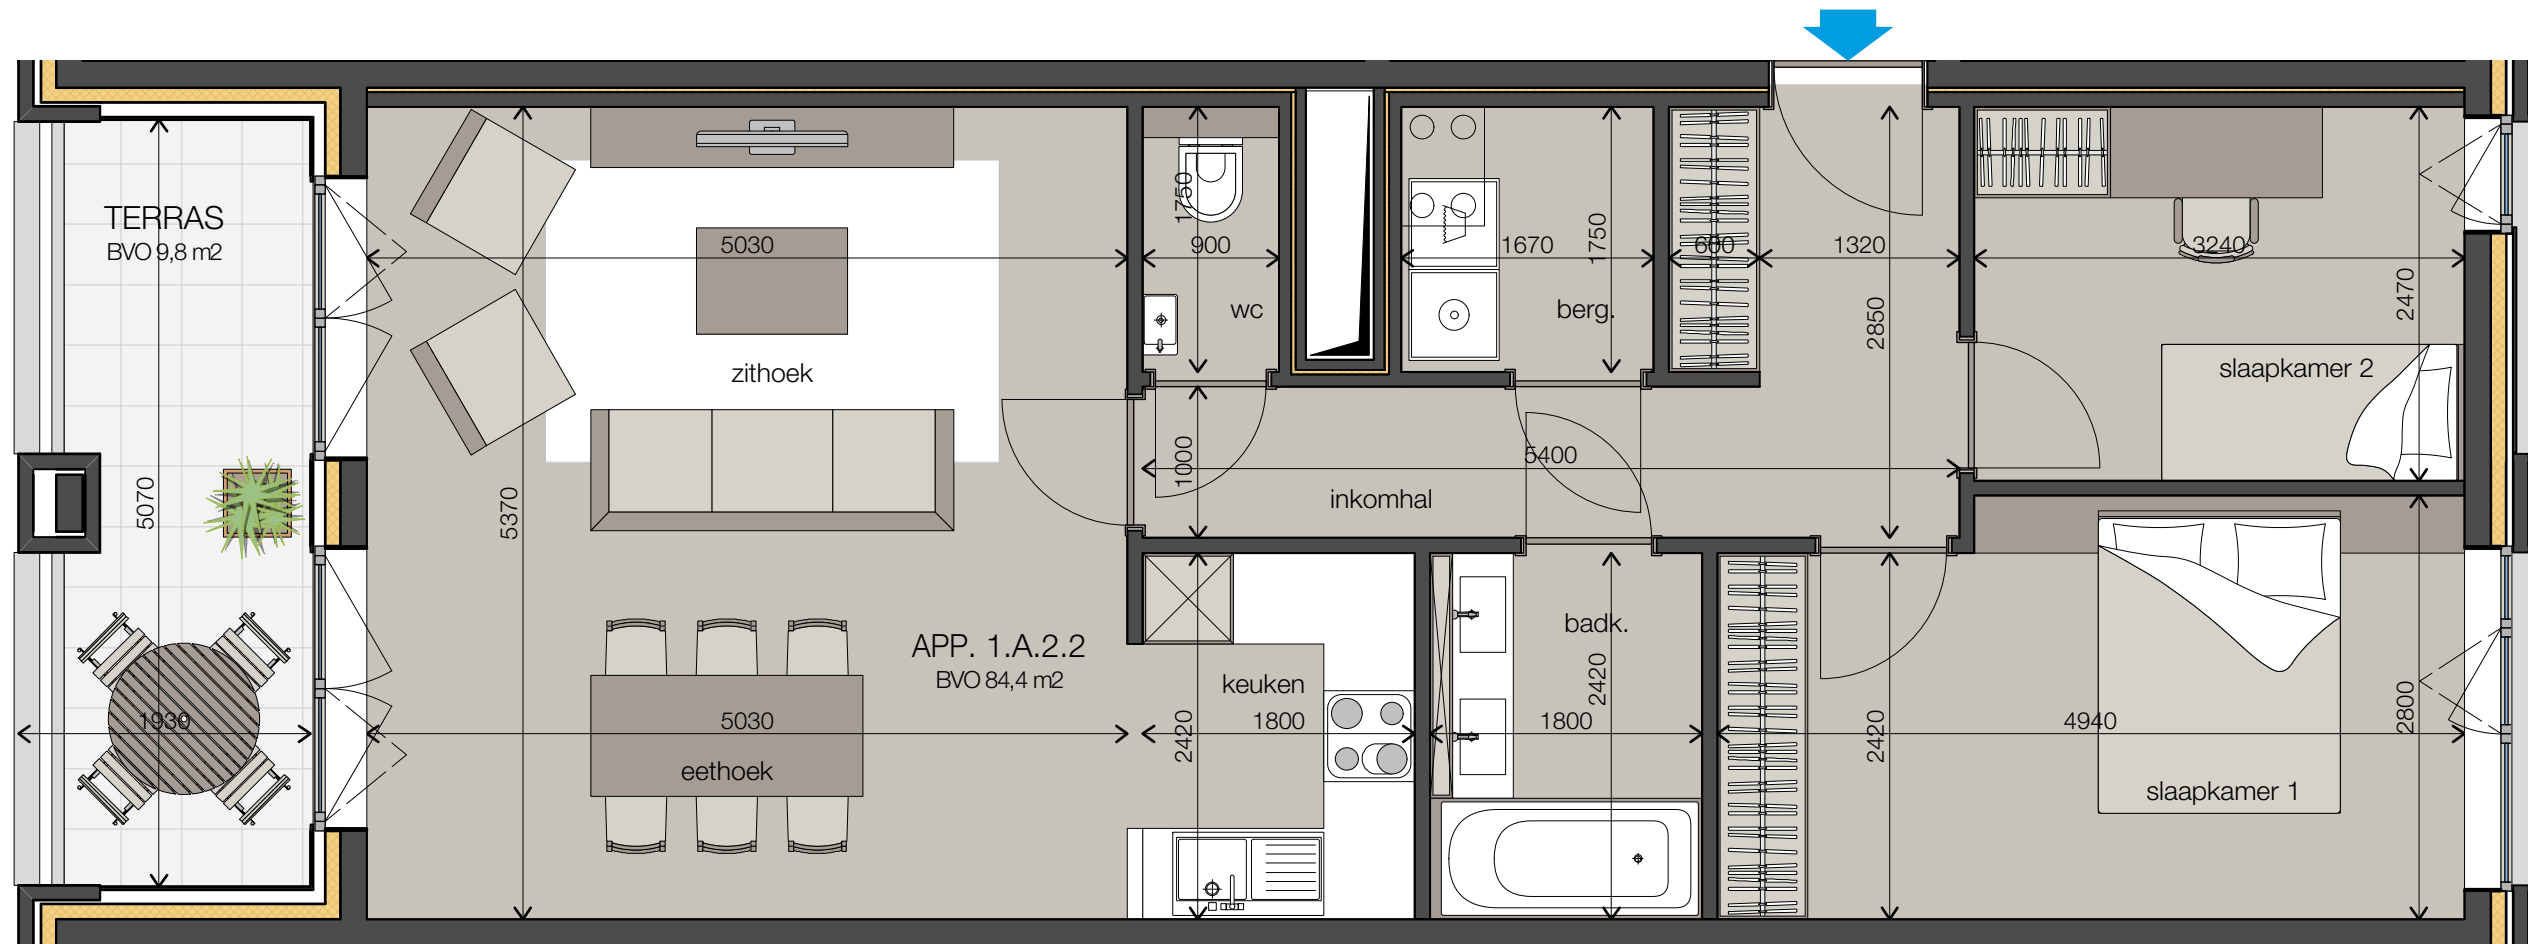 TERRAS
BVO 9,8 m2
5070
1930
5030
zithoek
5370
5030
eethoek
APP. 1.A.2.2
BVO 84,4 m2
1750
900
wc
1000
5400
inkomhal
keuken
1800
2420
1670
1750
berg.
600
1320
2850
badk.
2420
1800
3240
2470
slaapkamer 2
2420
4940
2800
slaapkamer 1